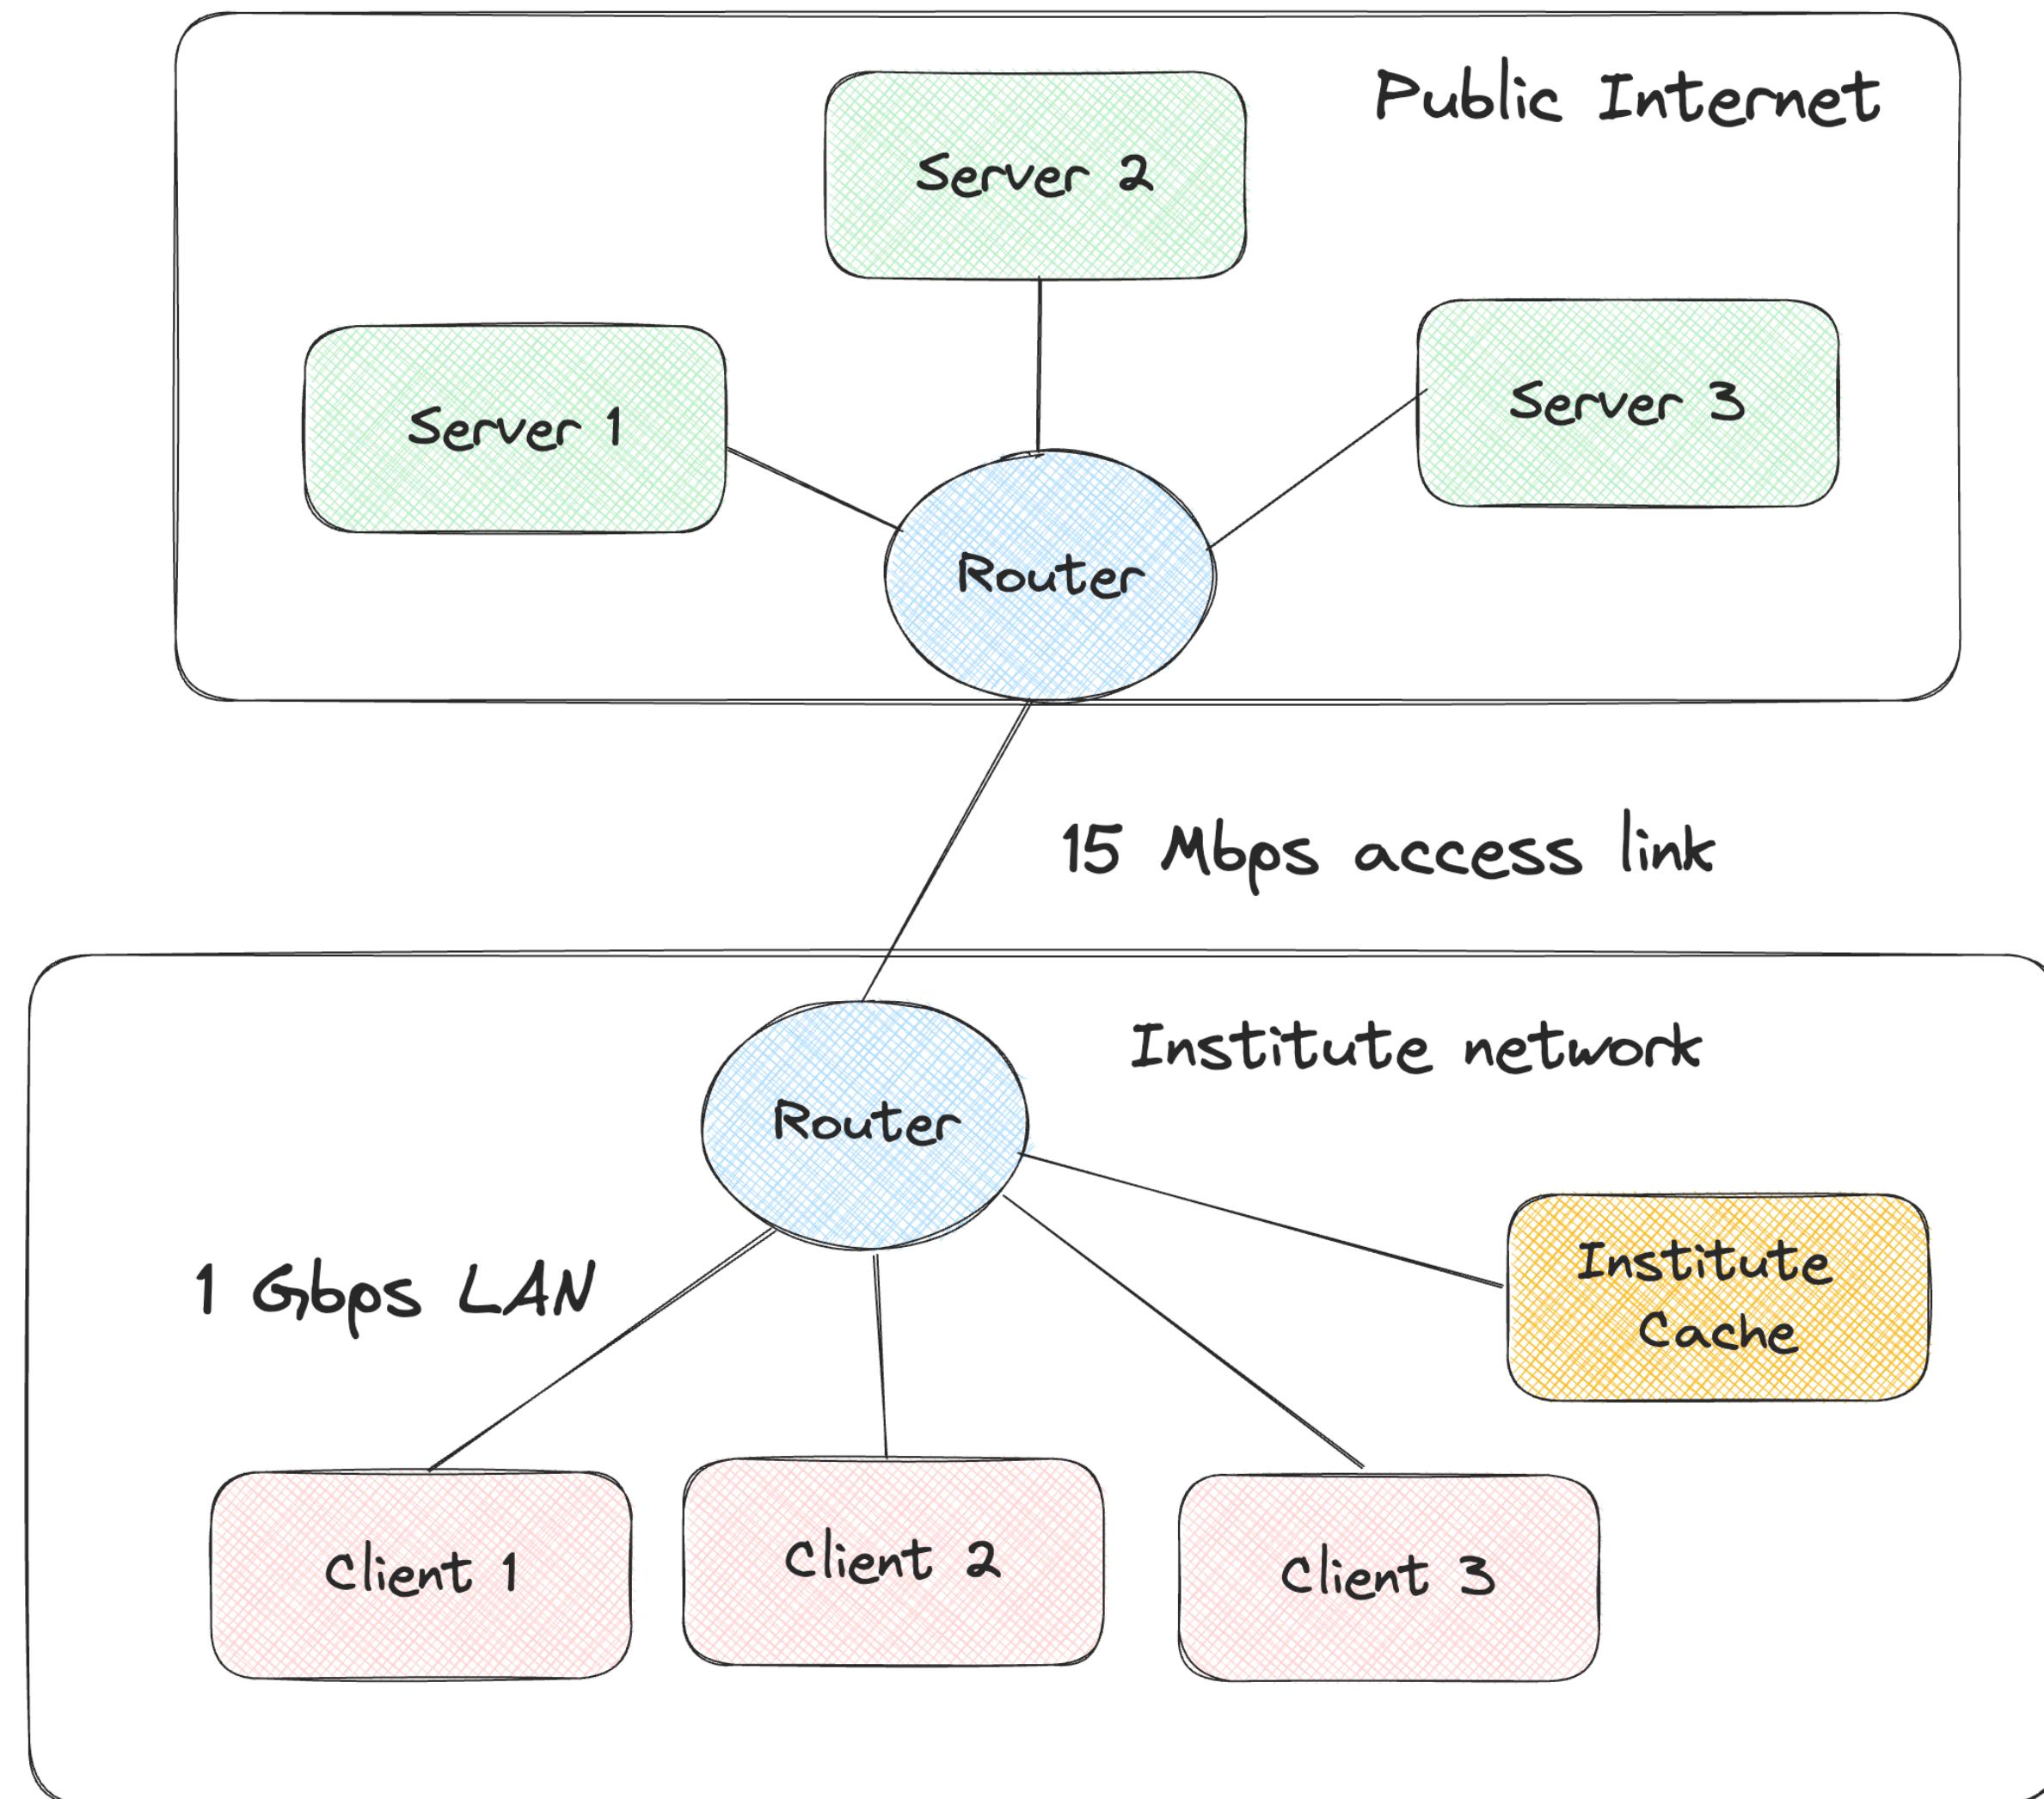 Public Internet
Server 2
Server 1
Server 3
Router
15 Mbps access link
Institute network
Router
1 Gbps LAN
Institute
Cache
Client 1
Client 2
Client 3